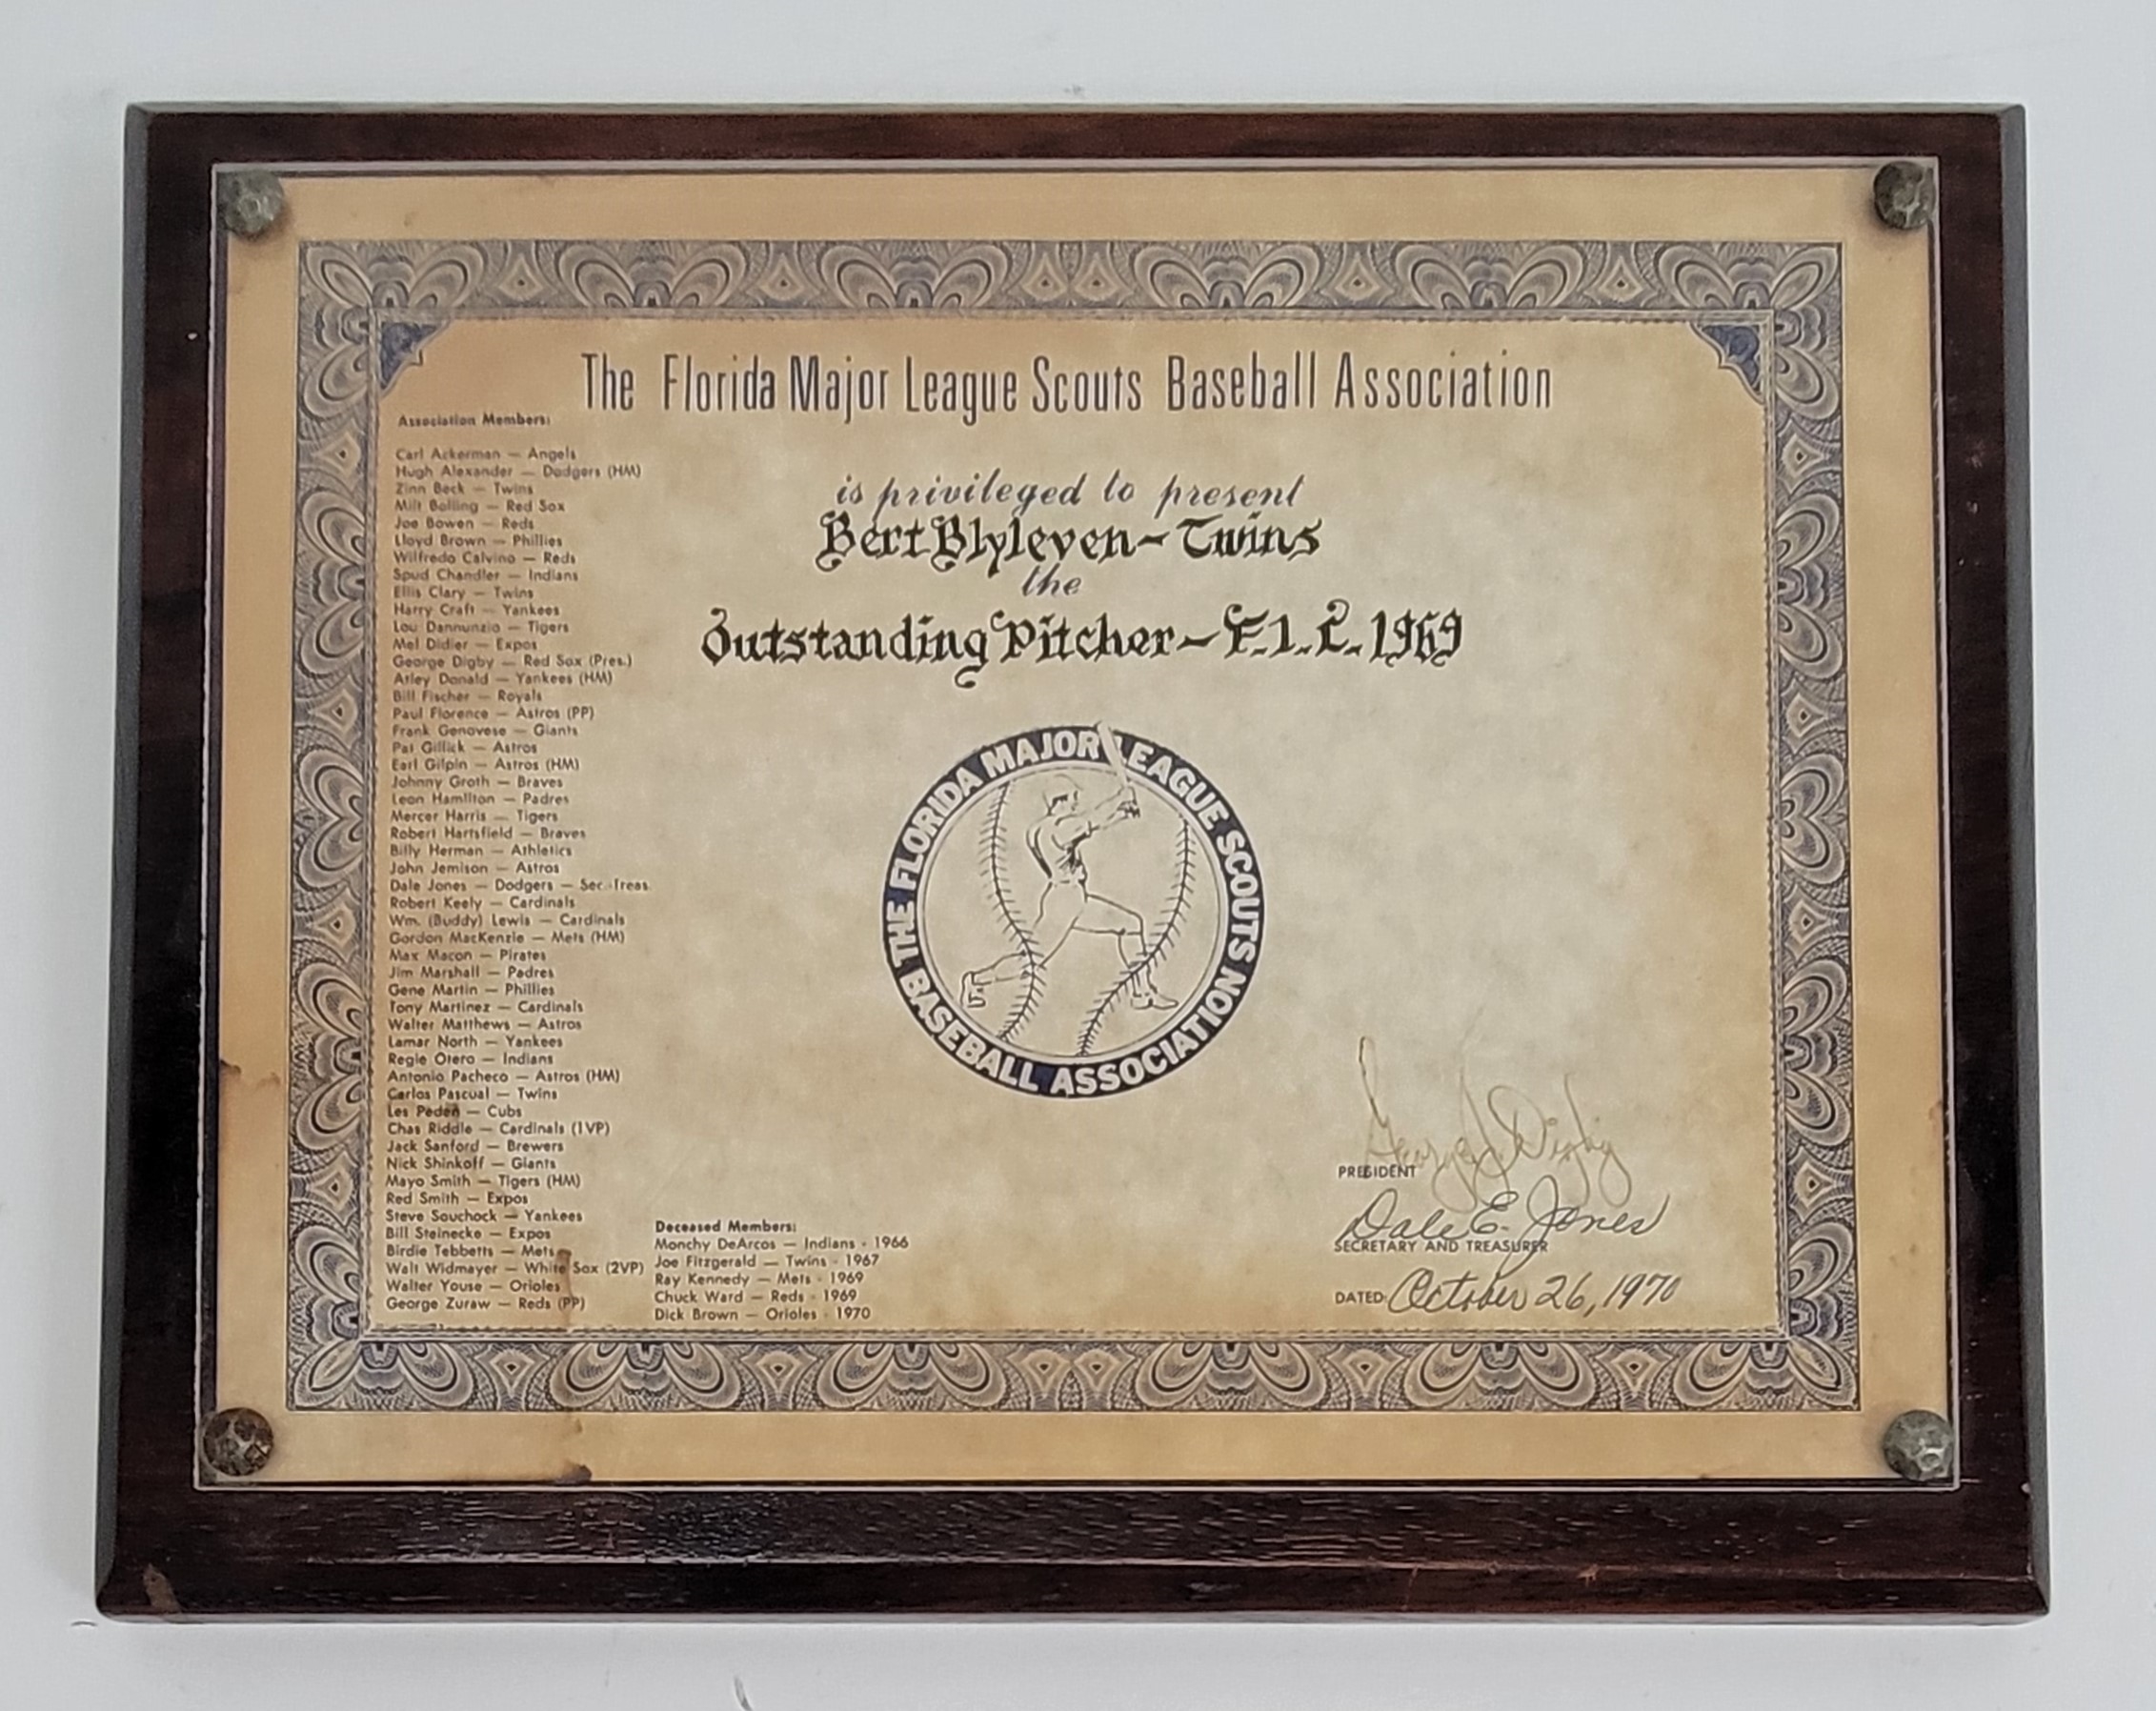 The Florida Major League Scouts Baseball Association
is privileged to present
Bert Blyleven - Twins
the
Outstanding Pitcher - F.I.L. 1969
Association Members:
Carl Ackerman — Angels
Hugh Alexander — Dodgers (HM)
Zinn Beck — Twins
Milt Bolling — Red Sox
Joe Bowen — Reds
Lloyd Brown — Phillies
Wilfredo Calvino — Reds
Spud Chandler — Indians
Ellis Clary — Twins
Harry Craft — Yankees
Lou Dannunzio — Tigers
Mel Didier — Expos
George Digby — Red Sox (Pres.)
Atley Donald — Yankees (HM)
Bill Fischer — Royals
Paul Florence — Astros (PP)
Frank Genovese — Giants
Pat Gillick — Astros
Earl Gilpin — Astros (HM)
Johnny Groth — Braves
Leon Hamilton — Padres
Mercer Harris — Tigers
Robert Hartsfield — Braves
Billy Herman — Athletics
John Jemison — Astros
Dale Jones — Dodgers — Sec.-Treas.
Robert Keely — Cardinals
Wm. (Buddy) Lewis — Cardinals
Gordon MacKenzie — Mets (HM)
Max Macon — Pirates
Jim Marshall — Padres
Gene Martin — Phillies
Tony Martinez — Cardinals
Walter Matthews — Astros
Lamar North — Yankees
Regie Otero — Indians
Antonio Pacheco — Astros (HM)
Carlos Pascual — Twins
Les Peden — Cubs
Chas Riddle — Cardinals (1VP)
Jack Sanford — Brewers
Nick Shinkoff — Giants
Mayo Smith — Tigers (HM)
Red Smith — Expos
Steve Souchock — Yankees
Bill Steinecke — Expos
Birdie Tebbetts — Mets
Walt Widmayer — White Sox (2VP)
Walter Youse — Orioles
George Zuraw — Reds (PP)
Deceased Members:
Monchy DeArcos — Indians - 1966
Joe Fitzgerald — Twins - 1967
Ray Kennedy — Mets - 1969
Chuck Ward — Reds - 1969
Dick Brown — Orioles - 1970
THE FLORIDA MAJOR LEAGUE SCOUTS
BASEBALL ASSOCIATION
George J. Digby
PRESIDENT
Dale E. Jones
SECRETARY AND TREASURER
DATED: October 26, 1970